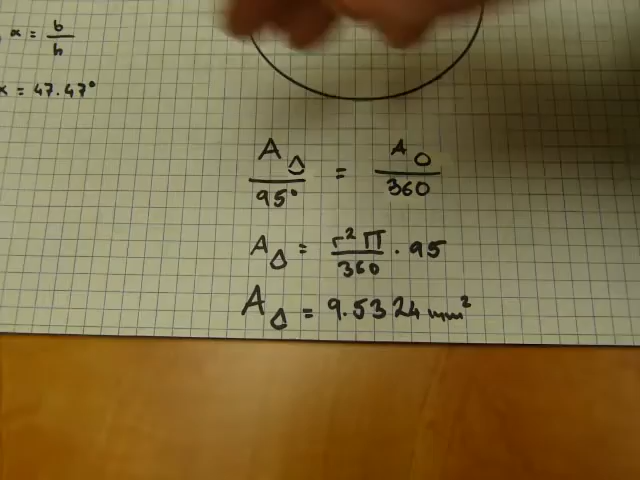 α = b/h
α = 47.47°
A⌔/95° = A○/360
A⌔ = r²π/360 · 95
A⌔ = 9.5324 mm²